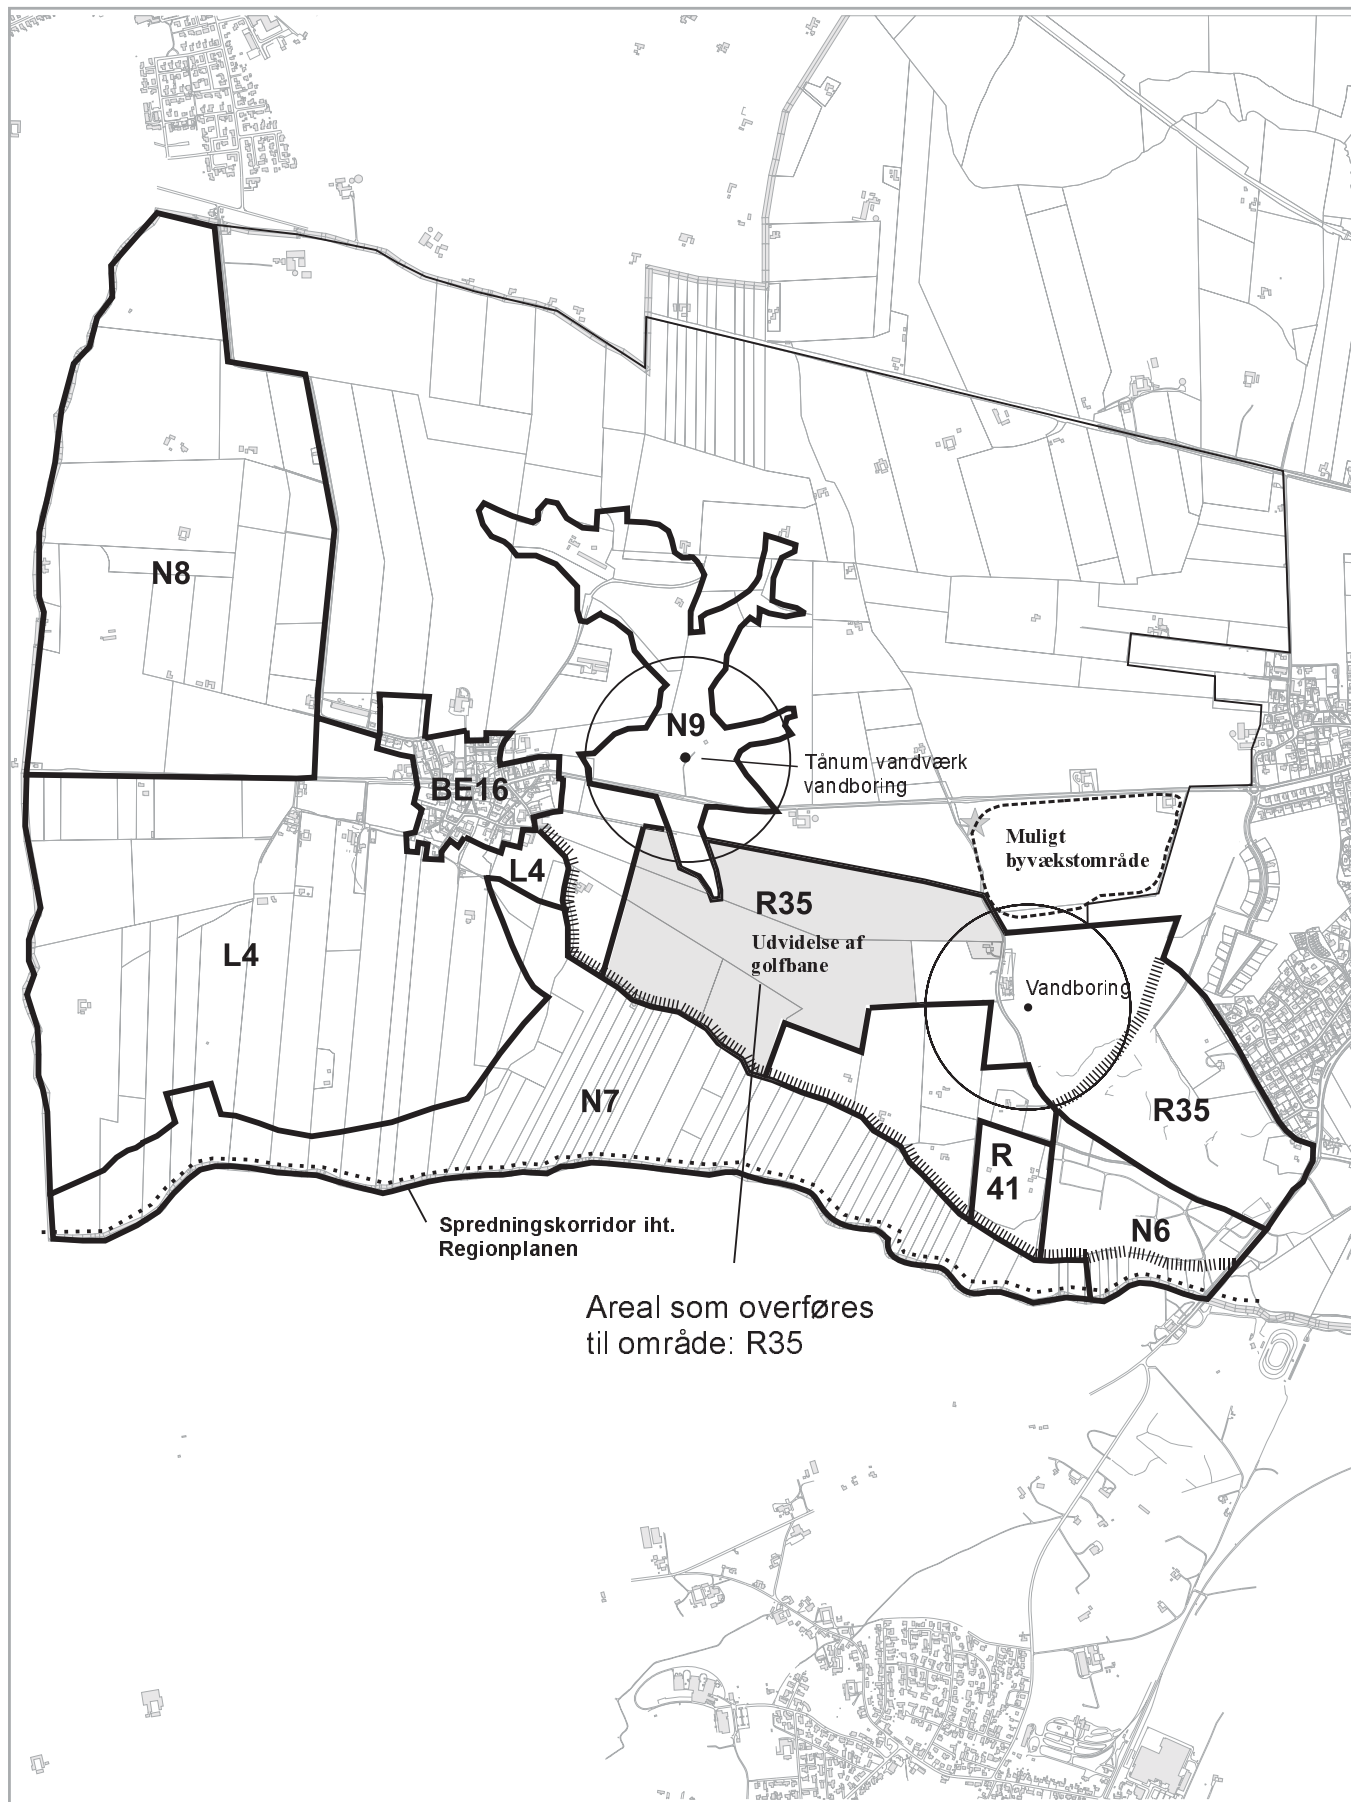 N8
N9
Tånum vandværk
vandboring
BE16
Muligt
byvækstområde
L4
R35
Udvidelse af
golfbane
L4
Vandboring
N7
R35
R
41
Spredningskorridor iht.
Regionplanen
N6
Areal som overføres
til område: R35